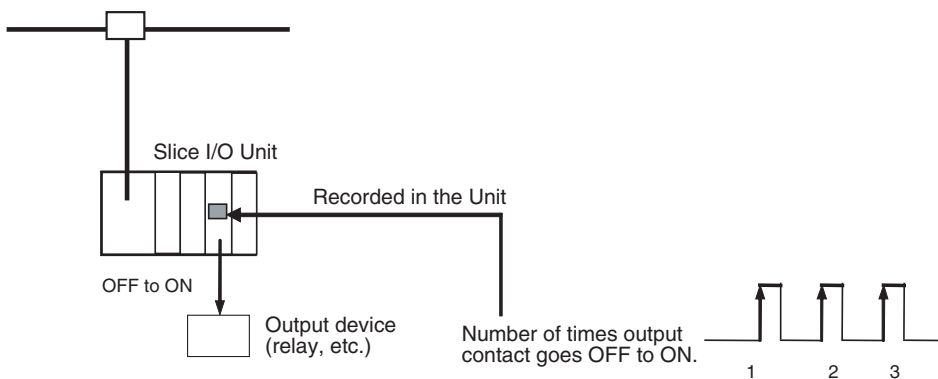 Slice I/O Unit
Recorded in the Unit
OFF to ON
Output device
(relay, etc.)
Number of times output
contact goes OFF to ON.
1 2 3